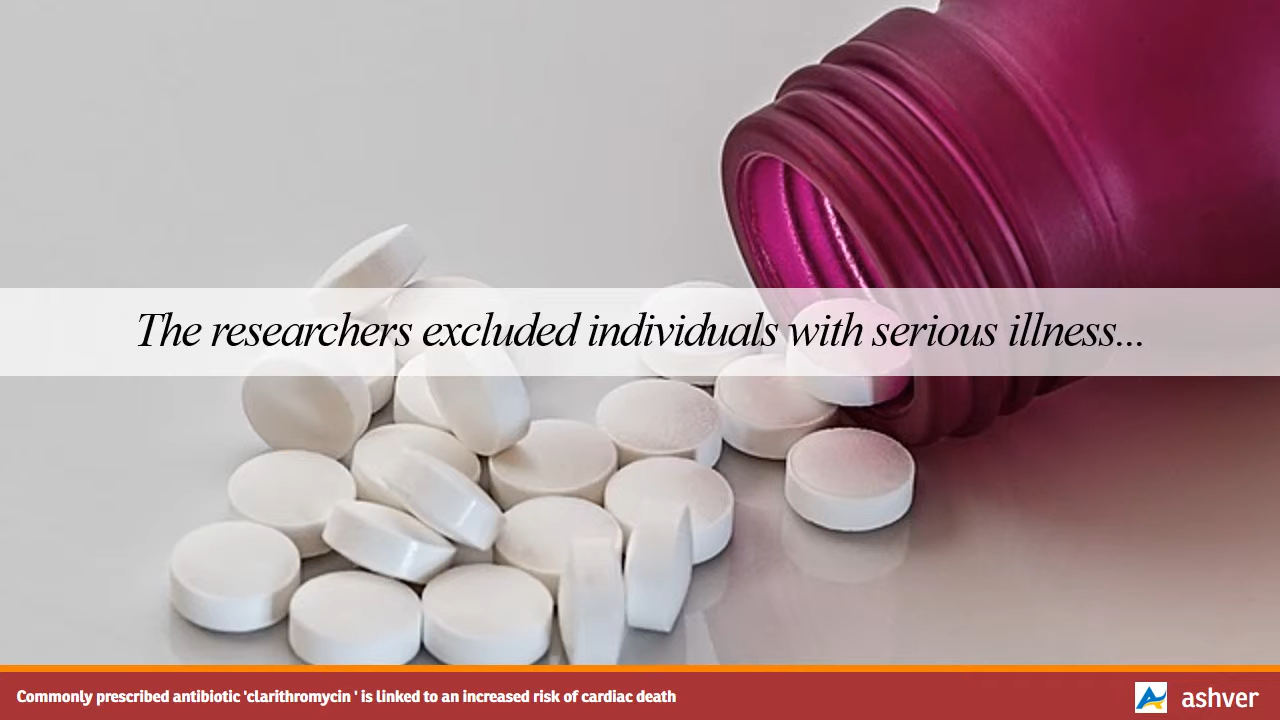 The researchers excluded individuals with serious illness...
Commonly prescribed antibiotic 'clarithromycin ' is linked to an increased risk of cardiac death
ashver